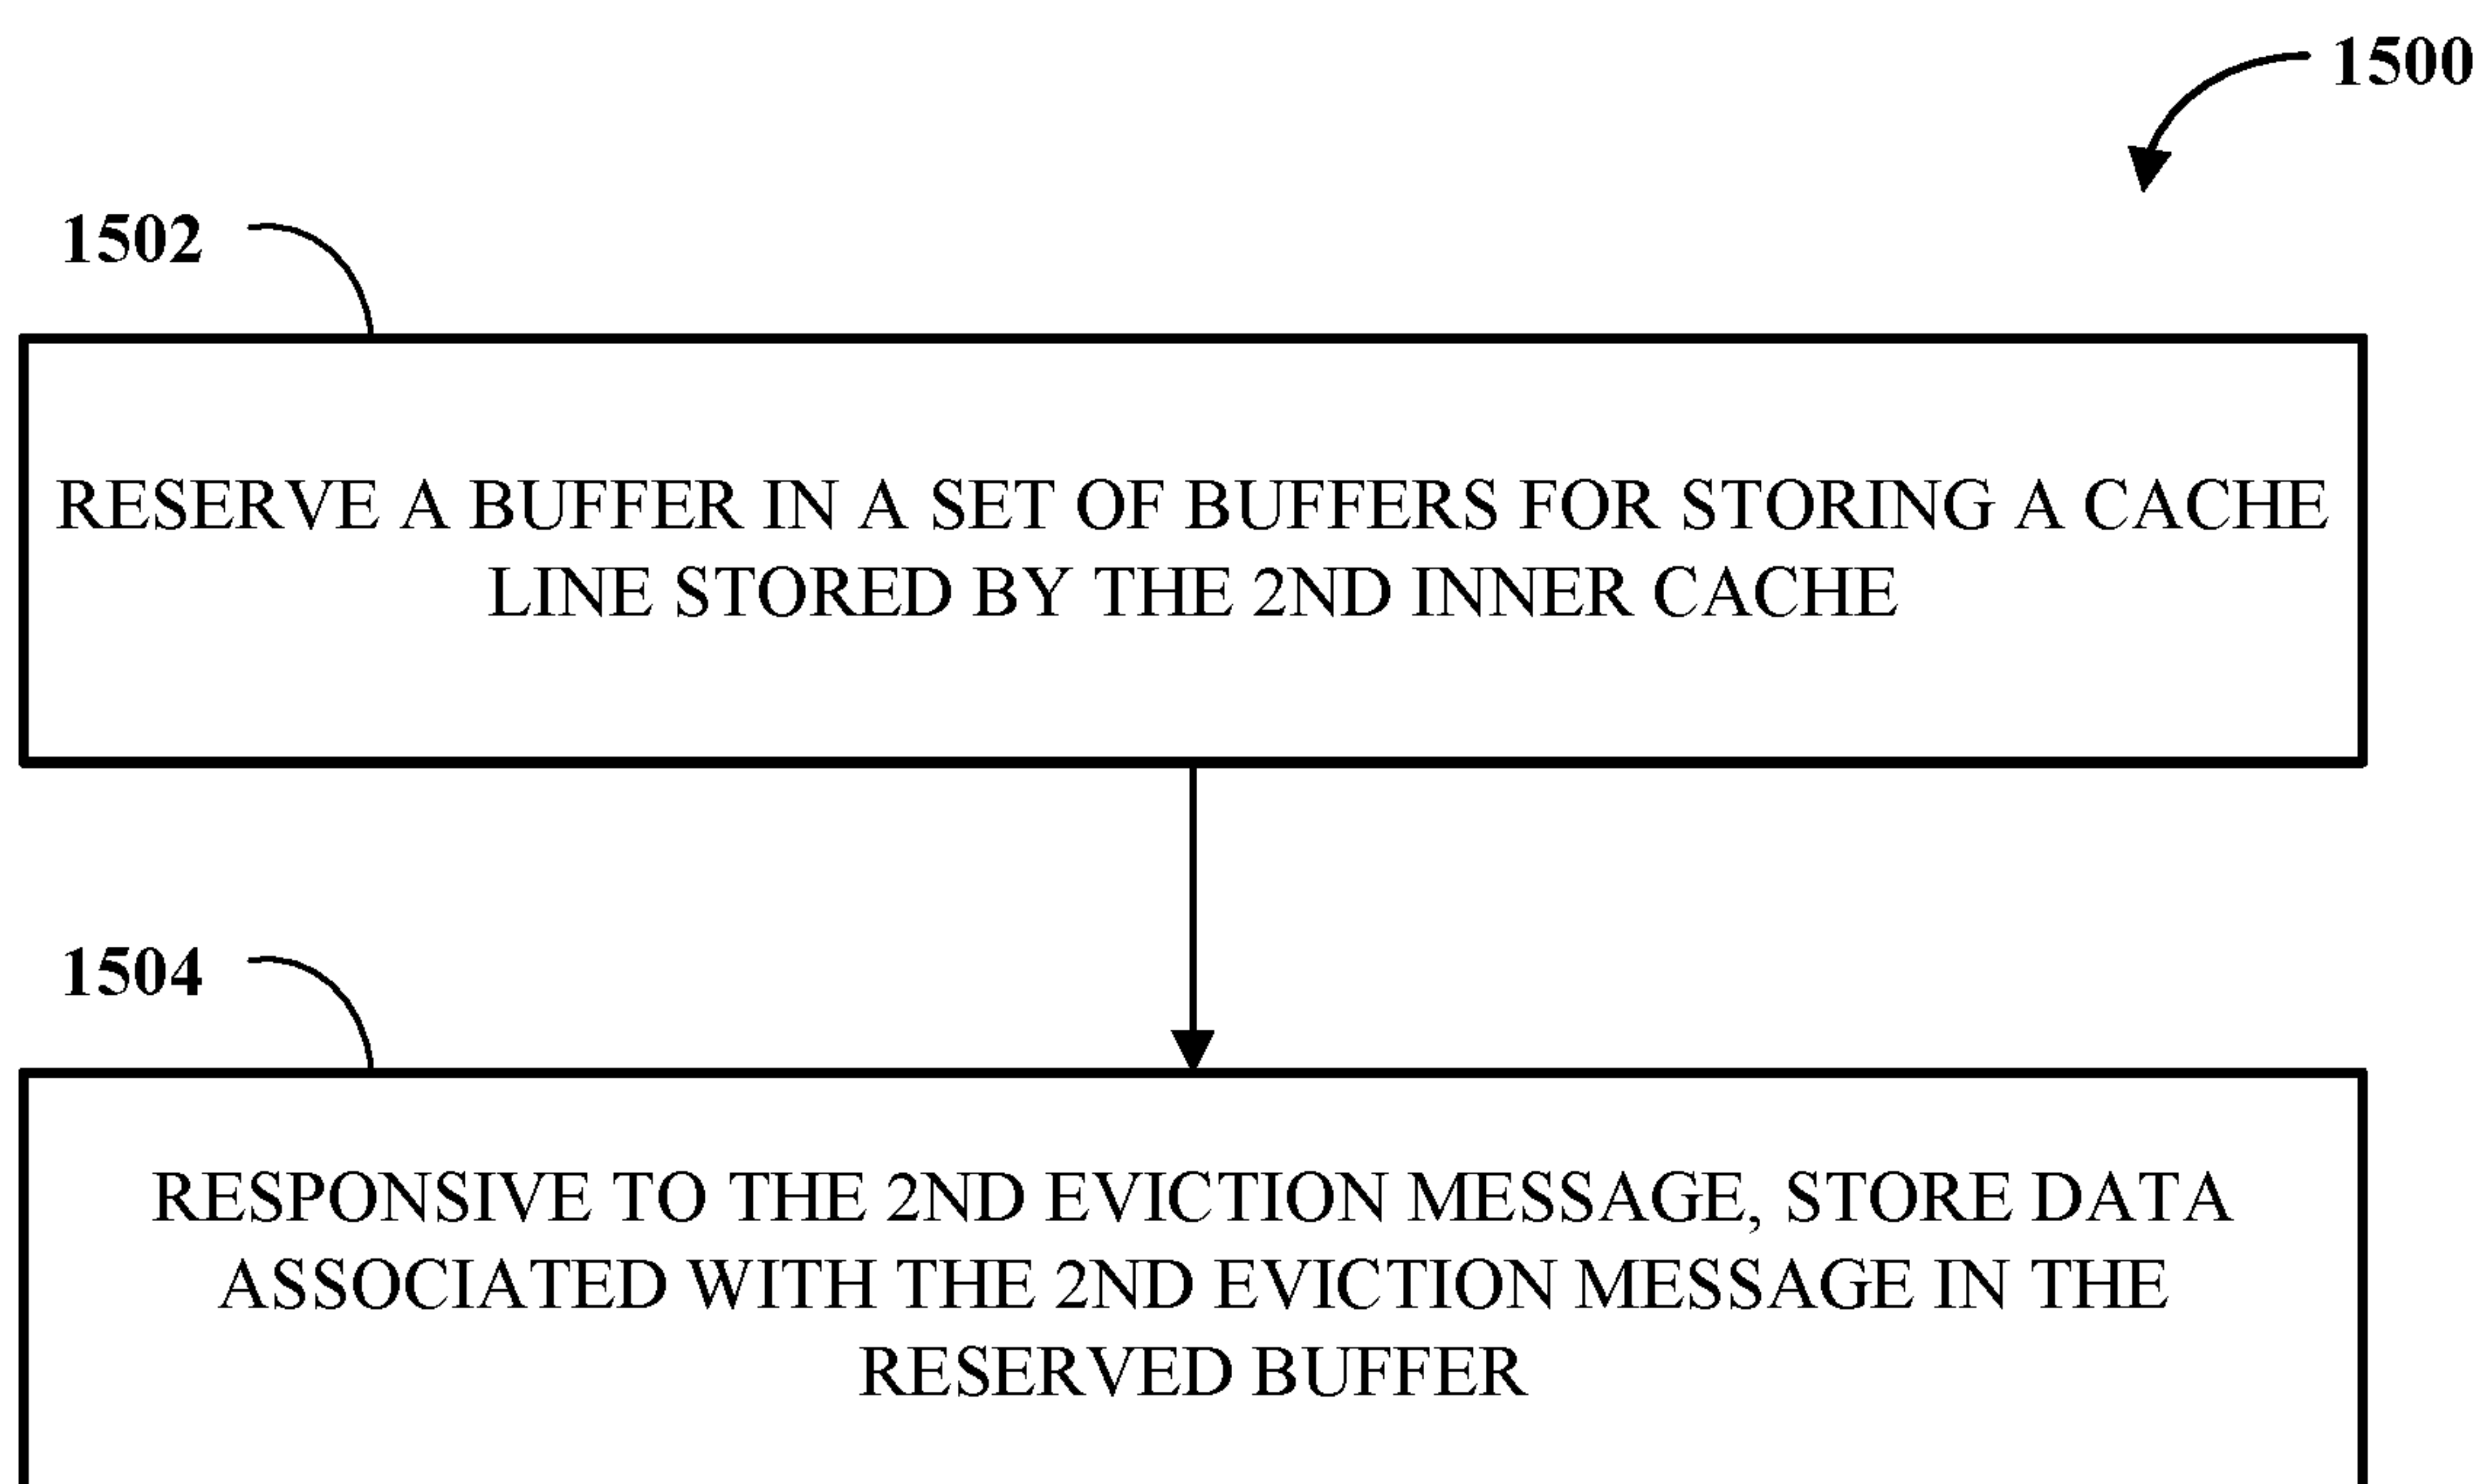 1500
1502
RESERVE A BUFFER IN A SET OF BUFFERS FOR STORING A CACHE
LINE STORED BY THE 2ND INNER CACHE
1504
RESPONSIVE TO THE 2ND EVICTION MESSAGE, STORE DATA
ASSOCIATED WITH THE 2ND EVICTION MESSAGE IN THE
RESERVED BUFFER